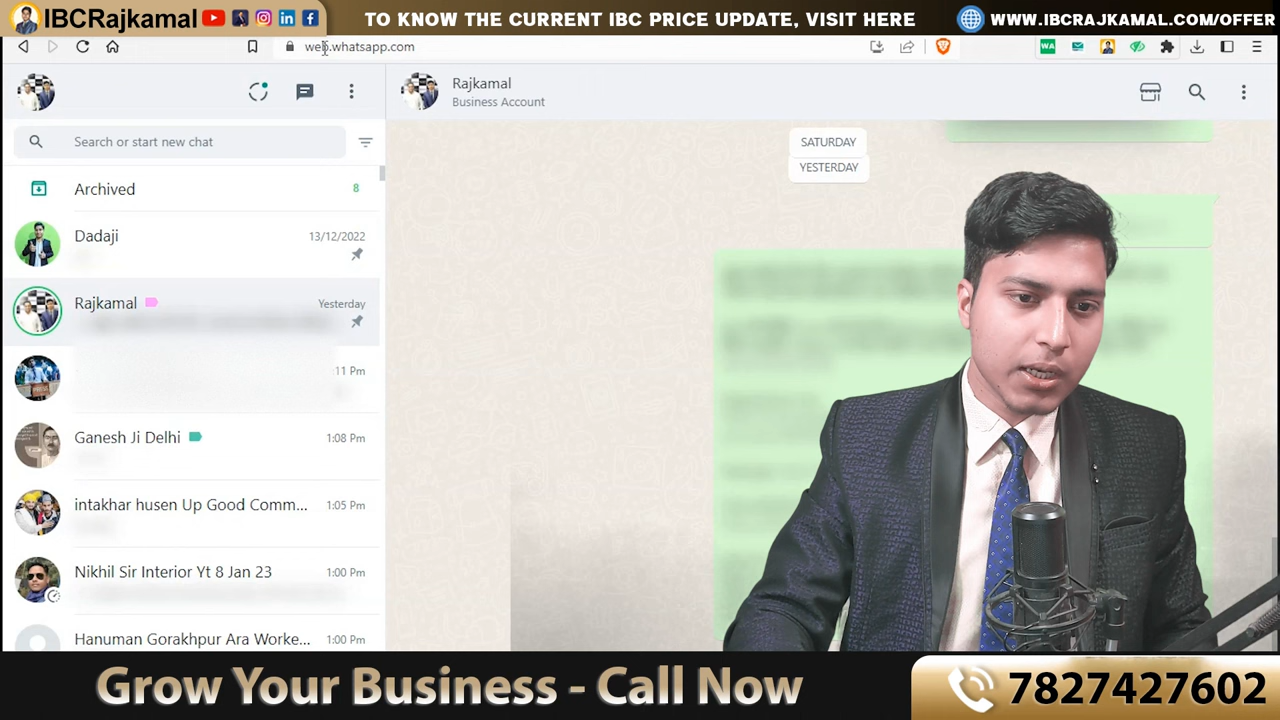 IBCRajkamal
TO KNOW THE CURRENT IBC PRICE UPDATE, VISIT HERE
WWW.IBCRAJKAMAL.COM/OFFER
web.whatsapp.com
WA
Rajkamal
Business Account
Search or start new chat
SATURDAY
YESTERDAY
Archived
8
Dadaji
13/12/2022
Rajkamal
Yesterday
11 Pm
Ganesh Ji Delhi
1:08 Pm
intakhar husen Up Good Comm...
1:05 Pm
Nikhil Sir Interior Yt 8 Jan 23
1:00 Pm
Hanuman Gorakhpur Ara Worke...
1:00 Pm
Grow Your Business - Call Now
7827427602